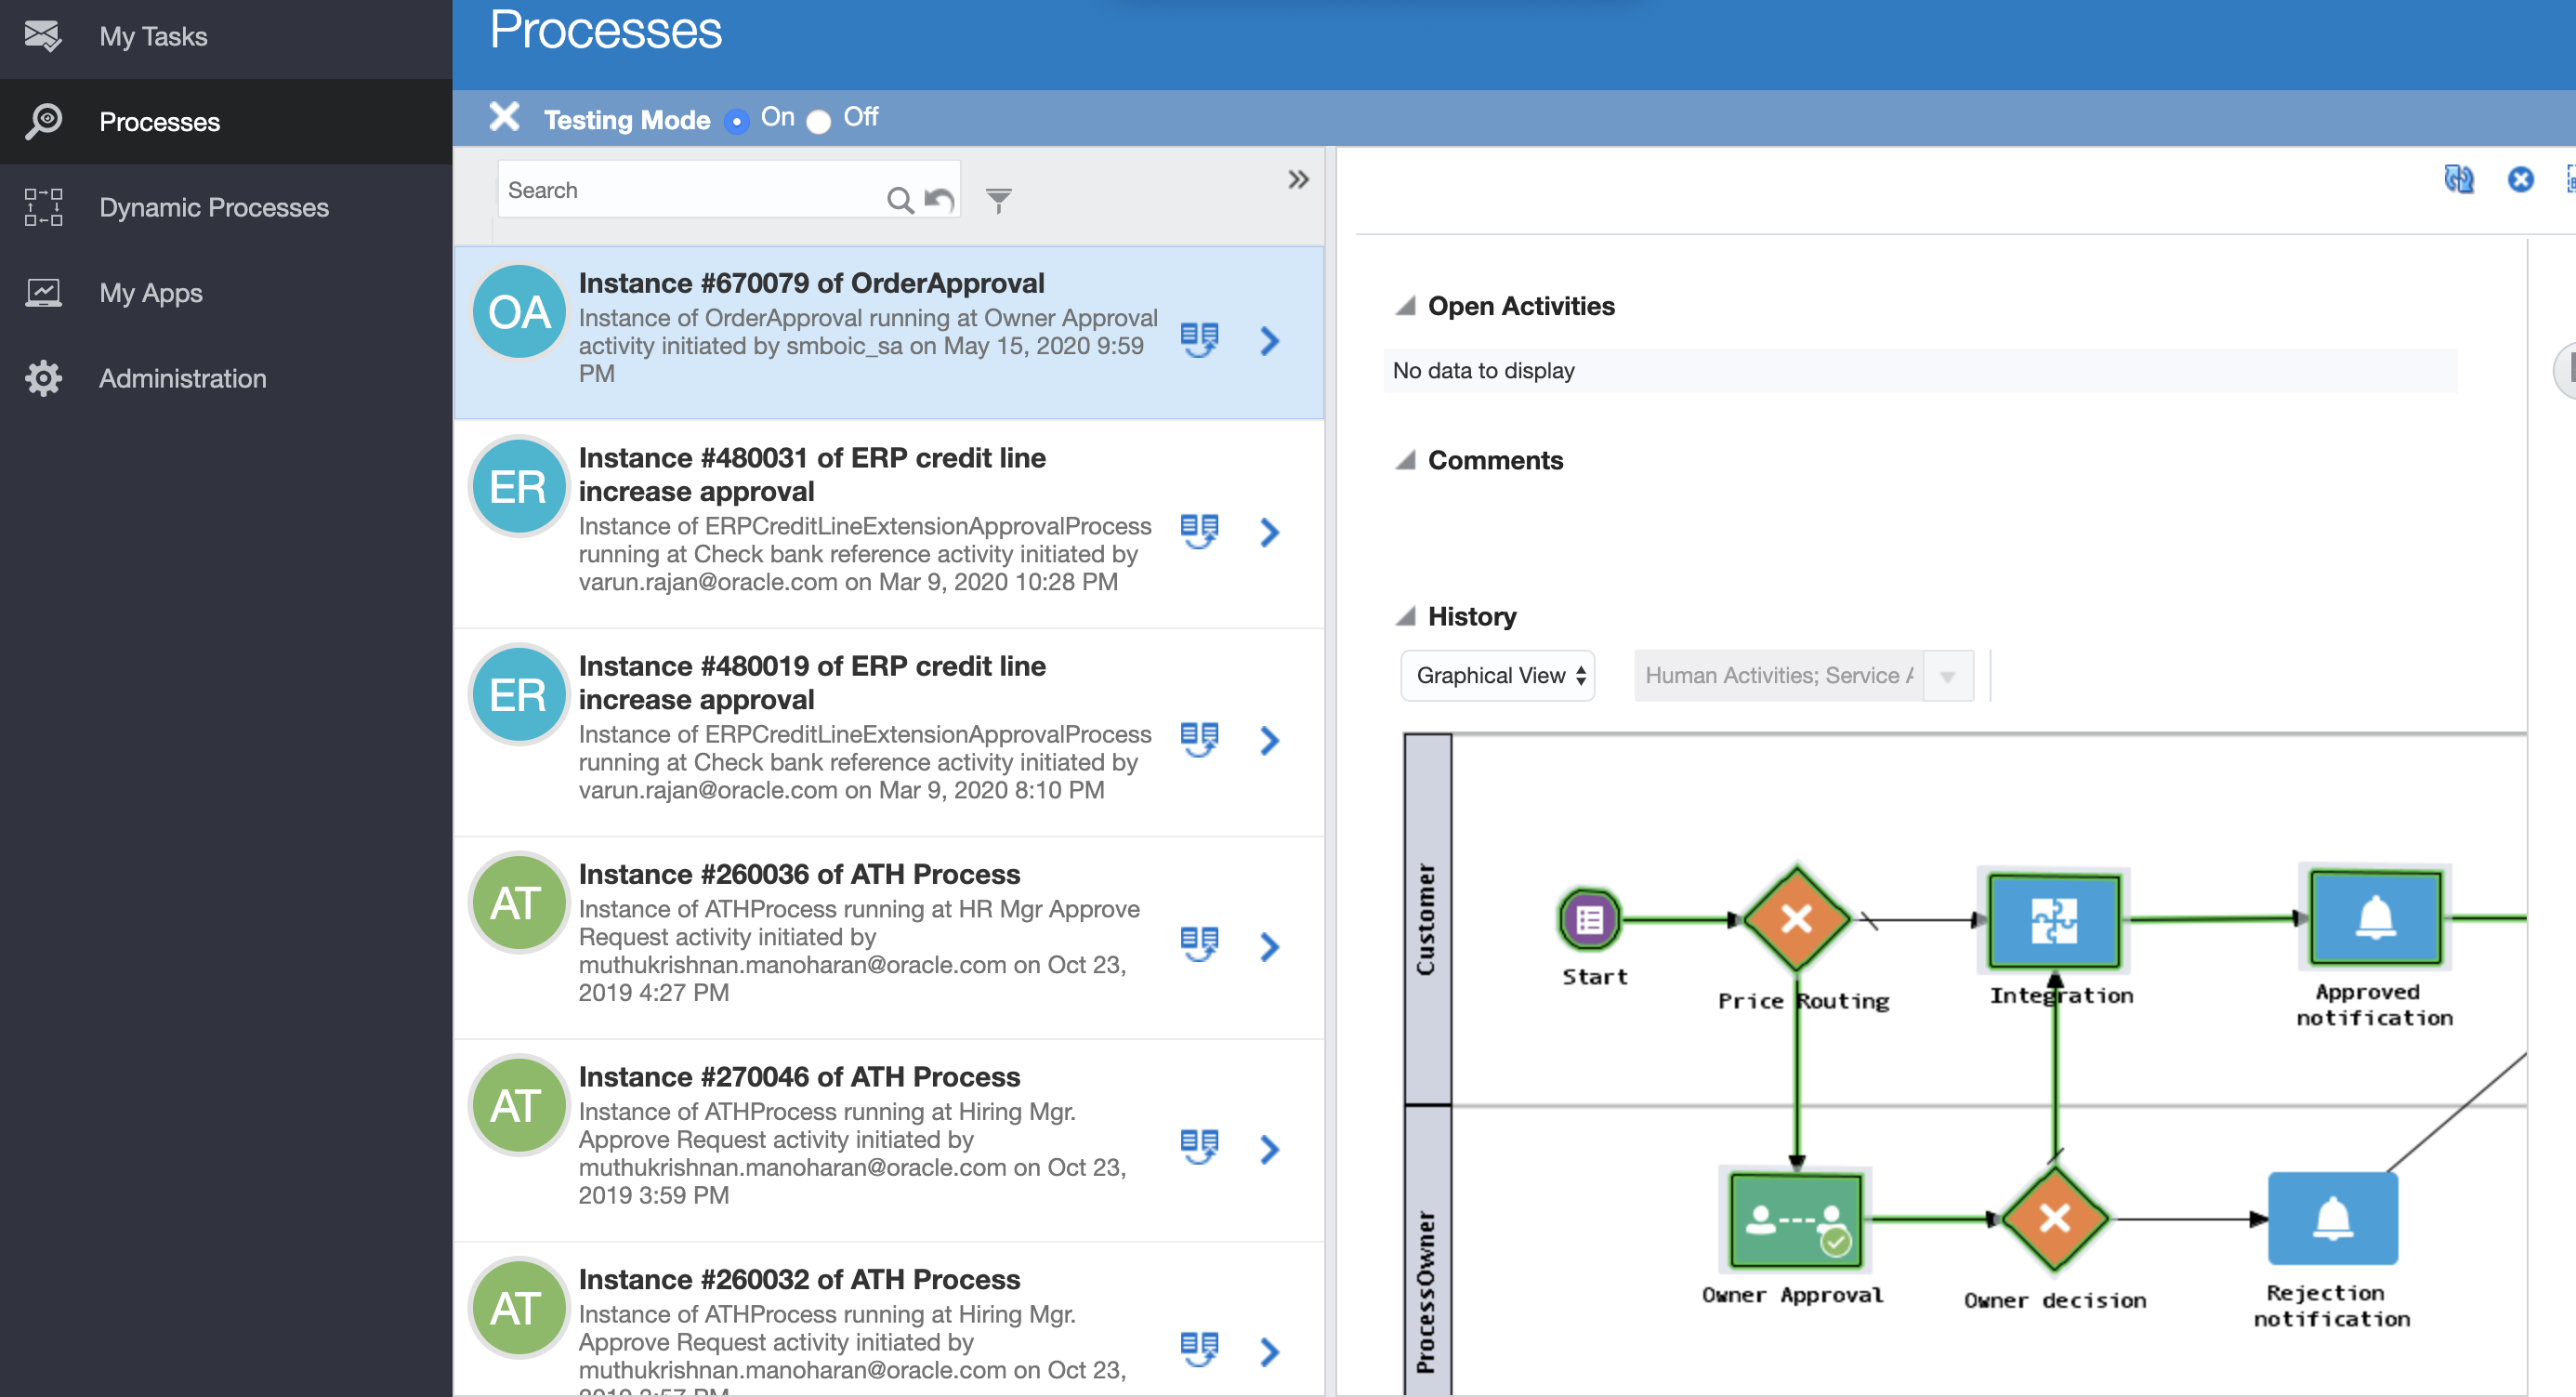 My Tasks
Processes
Dynamic Processes
My Apps
Administration
Processes
Testing Mode On Off
Search
OA
Instance #670079 of OrderApproval
Instance of OrderApproval running at Owner Approval
activity initiated by smboic_sa on May 15, 2020 9:59
PM
ER
Instance #480031 of ERP credit line
increase approval
Instance of ERPCreditLineExtensionApprovalProcess
running at Check bank reference activity initiated by
varun.rajan@oracle.com on Mar 9, 2020 10:28 PM
ER
Instance #480019 of ERP credit line
increase approval
Instance of ERPCreditLineExtensionApprovalProcess
running at Check bank reference activity initiated by
varun.rajan@oracle.com on Mar 9, 2020 8:10 PM
AT
Instance #260036 of ATH Process
Instance of ATHProcess running at HR Mgr Approve
Request activity initiated by
muthukrishnan.manoharan@oracle.com on Oct 23,
2019 4:27 PM
AT
Instance #270046 of ATH Process
Instance of ATHProcess running at Hiring Mgr.
Approve Request activity initiated by
muthukrishnan.manoharan@oracle.com on Oct 23,
2019 3:59 PM
AT
Instance #260032 of ATH Process
Instance of ATHProcess running at Hiring Mgr.
Approve Request activity initiated by
muthukrishnan.manoharan@oracle.com on Oct 23,
2019 3:57 PM
Open Activities
No data to display
Comments
History
Graphical View
Human Activities; Service
Customer
Start
Price Routing
Integration
Approved
notification
ProcessOwner
Owner Approval
Owner decision
Rejection
notification